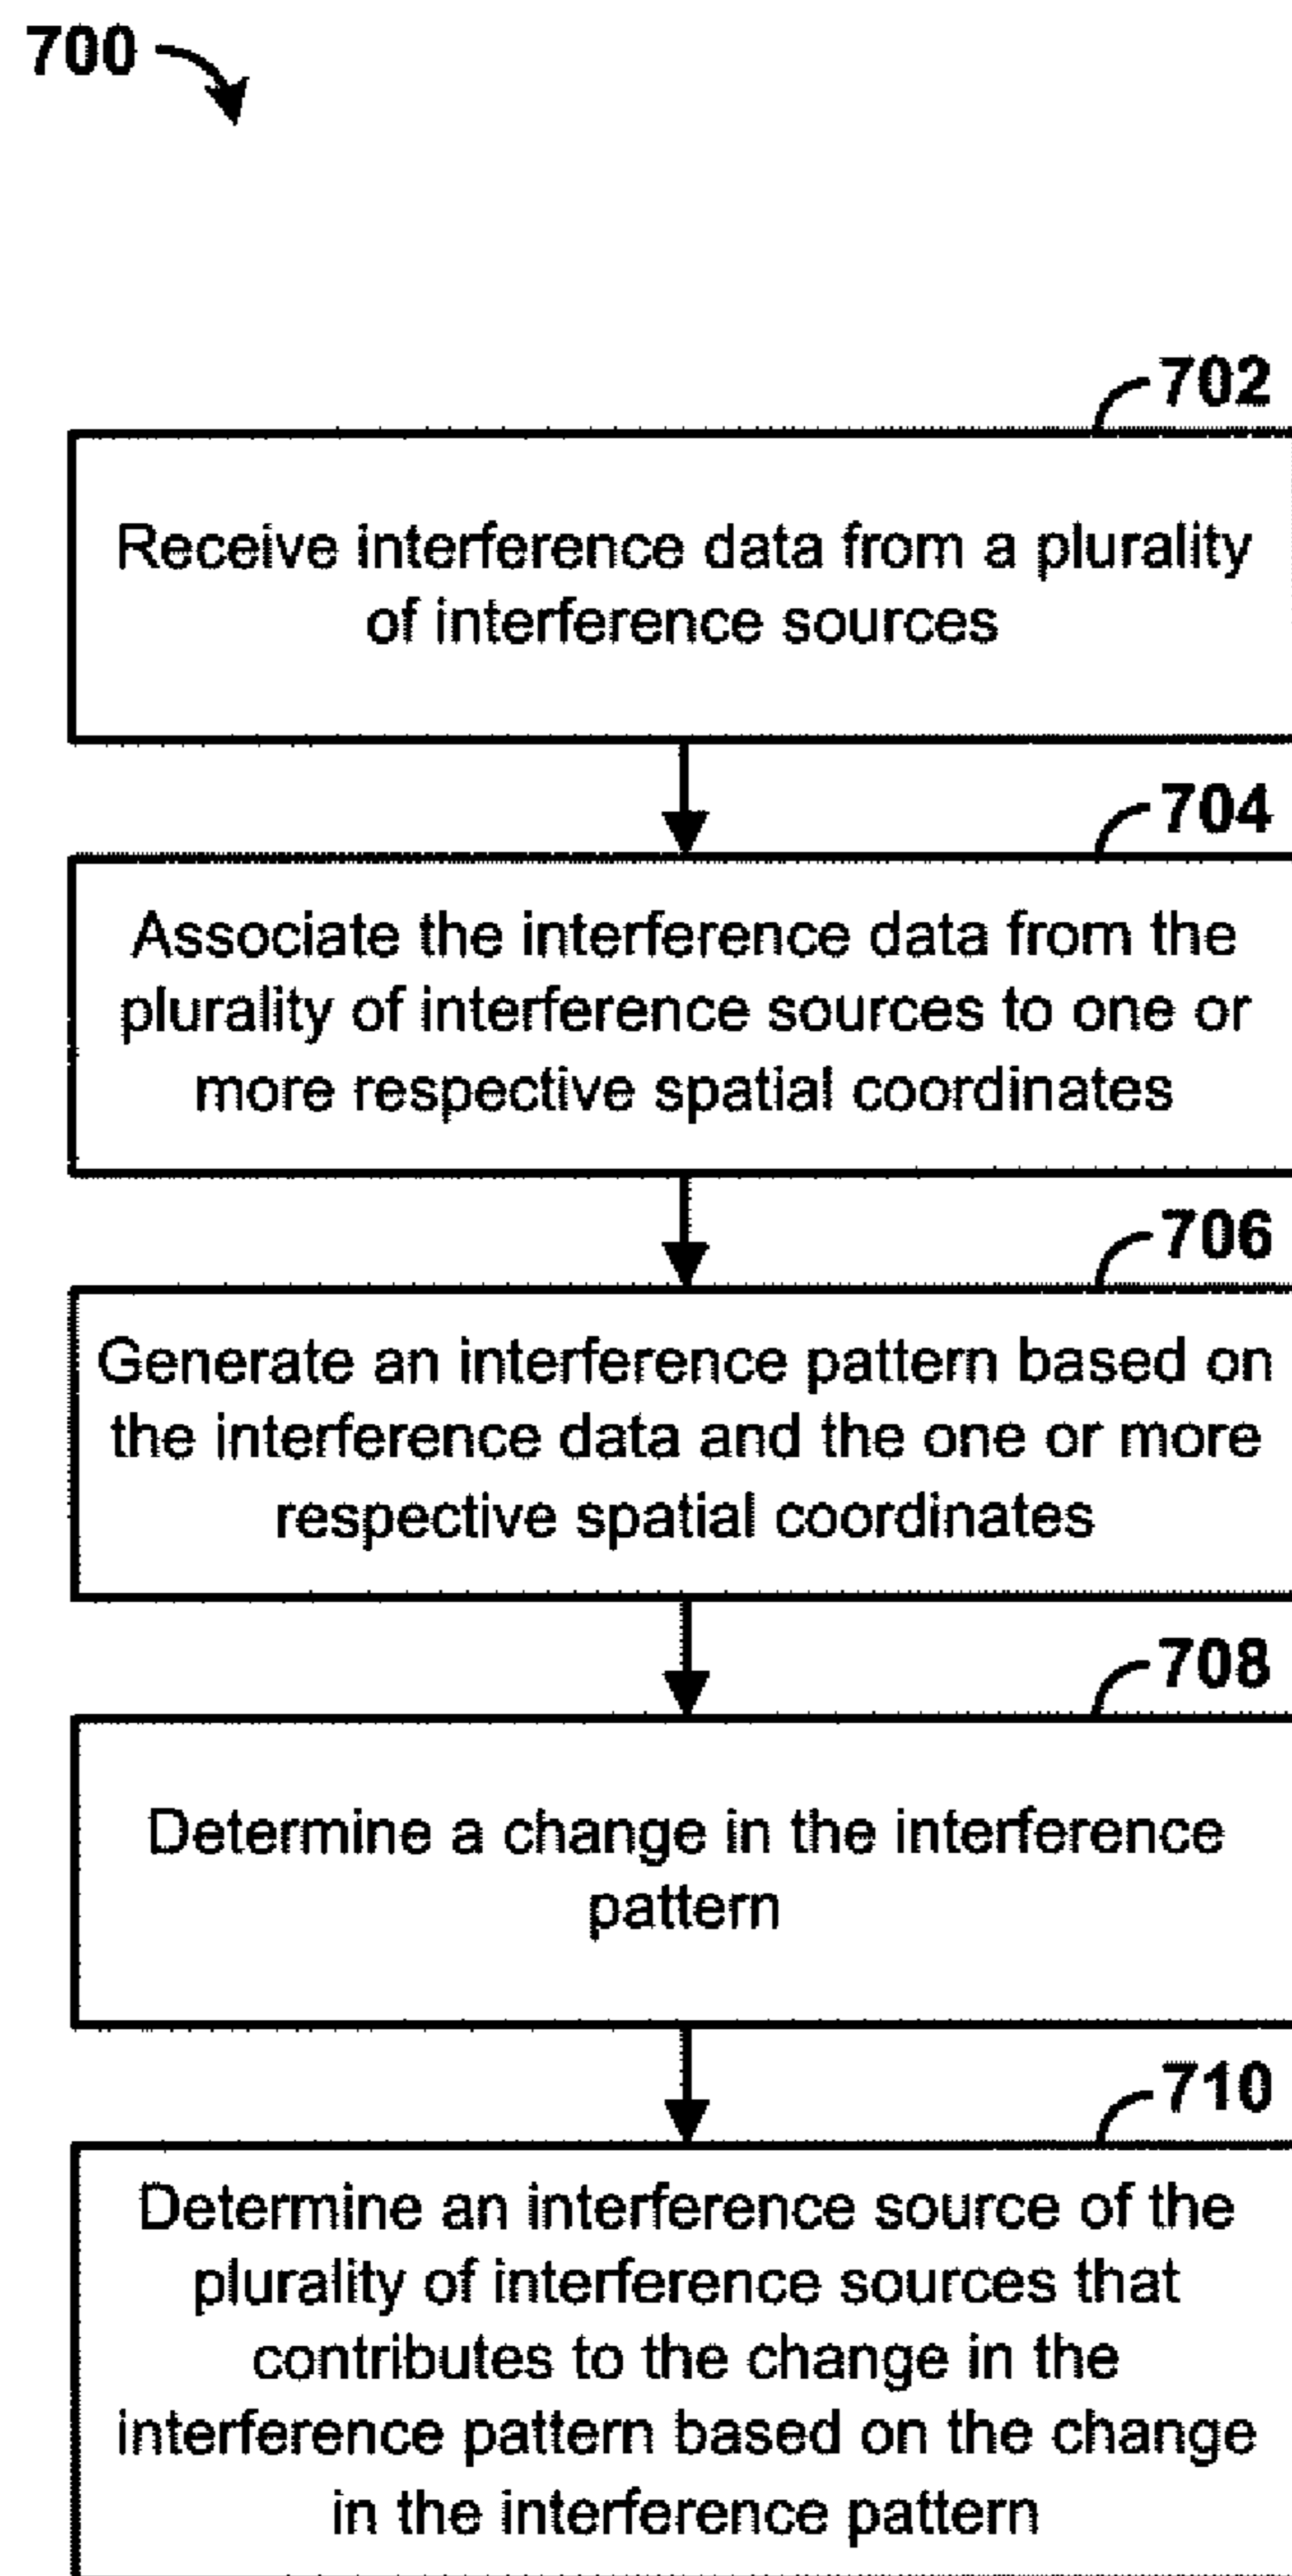 700
702
Receive interference data from a plurality
of interference sources
704
Associate the interference data from the
plurality of interference sources to one or
more respective spatial coordinates
706
Generate an interference pattern based on
the interference data and the one or more
respective spatial coordinates
708
Determine a change in the interference
pattern
710
Determine an interference source of the
plurality of interference sources that
contributes to the change in the
interference pattern based on the change
in the interference pattern